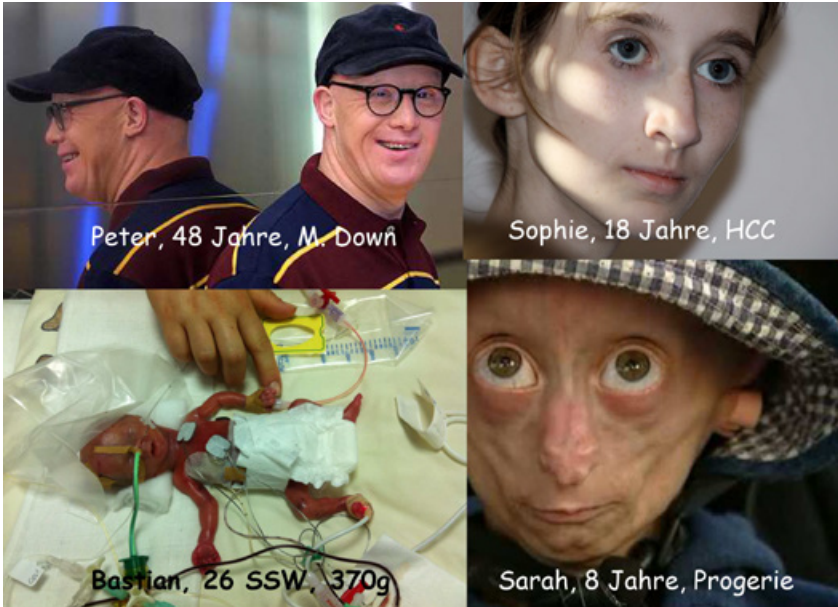 Peter, 48 Jahre, M. Down
Sophie, 18 Jahre, HCC
Bastian, 26 SSW, 370g
Sarah, 8 Jahre, Progerie